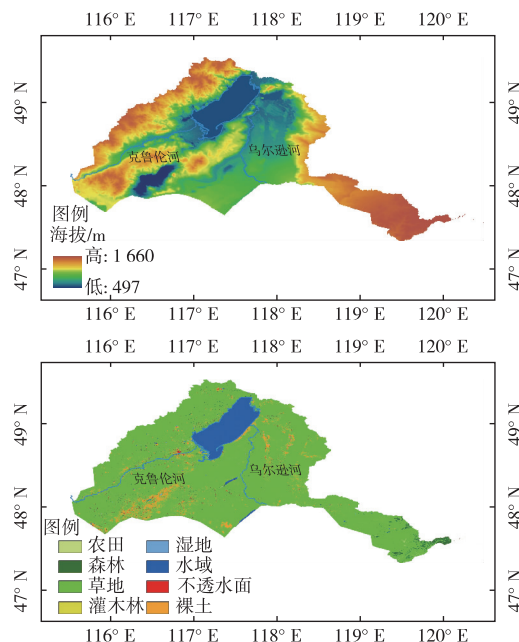 116° E 117° E 118° E 119° E 120° E
49° N 49° N
克鲁伦河 乌尔逊河
48° N 48° N
图例
海拔/m
高: 1 660
47° N 47° N
低: 497
116° E 117° E 118° E 119° E 120° E
116° E 117° E 118° E 119° E 120° E
49° N 49° N
克鲁伦河 乌尔逊河
48° N 48° N
图例
农田 湿地
森林 水域
草地 不透水面
47° N 47° N
灌木林 裸土
116° E 117° E 118° E 119° E 120° E